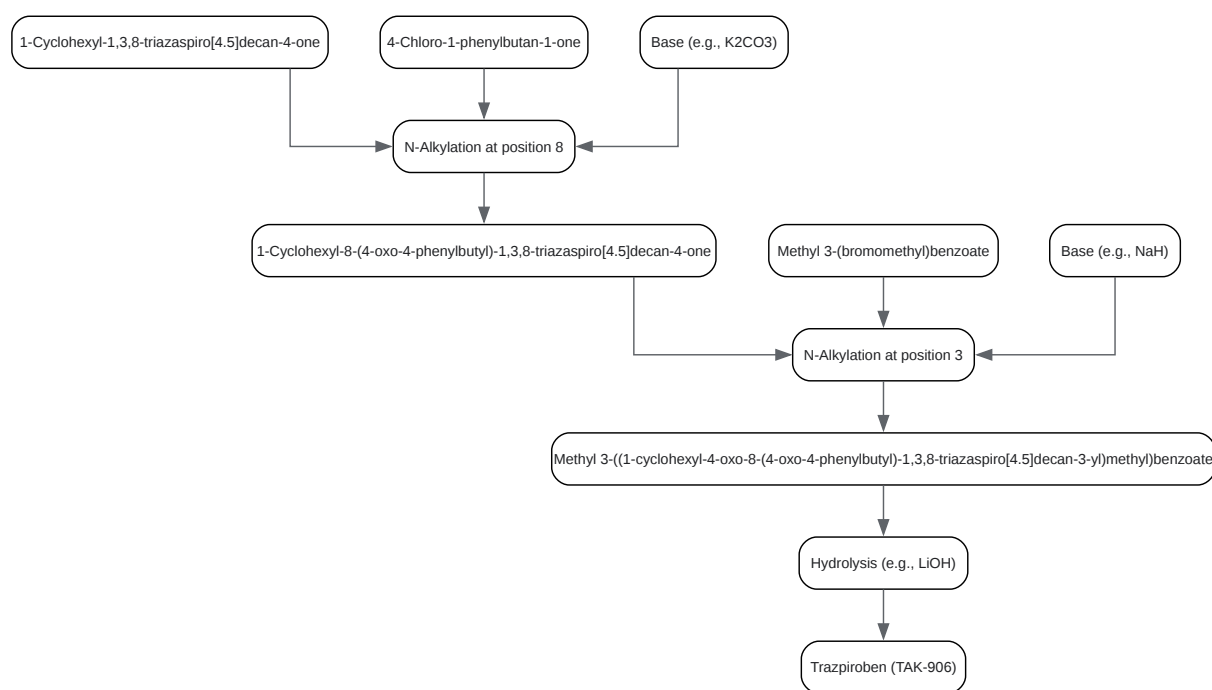 1-Cyclohexyl-1,3,8-triazaspiro[4.5]decan-4-one
4-Chloro-1-phenylbutan-1-one
Base (e.g., K2CO3)
N-Alkylation at position 8
1-Cyclohexyl-8-(4-oxo-4-phenylbutyl)-1,3,8-triazaspiro[4.5]decan-4-one
Methyl 3-(bromomethyl)benzoate
Base (e.g., NaH)
N-Alkylation at position 3
Methyl 3-((1-cyclohexyl-4-oxo-8-(4-oxo-4-phenylbutyl)-1,3,8-triazaspiro[4.5]decan-3-yl)methyl)benzoate
Hydrolysis (e.g., LiOH)
Trazpiroben (TAK-906)